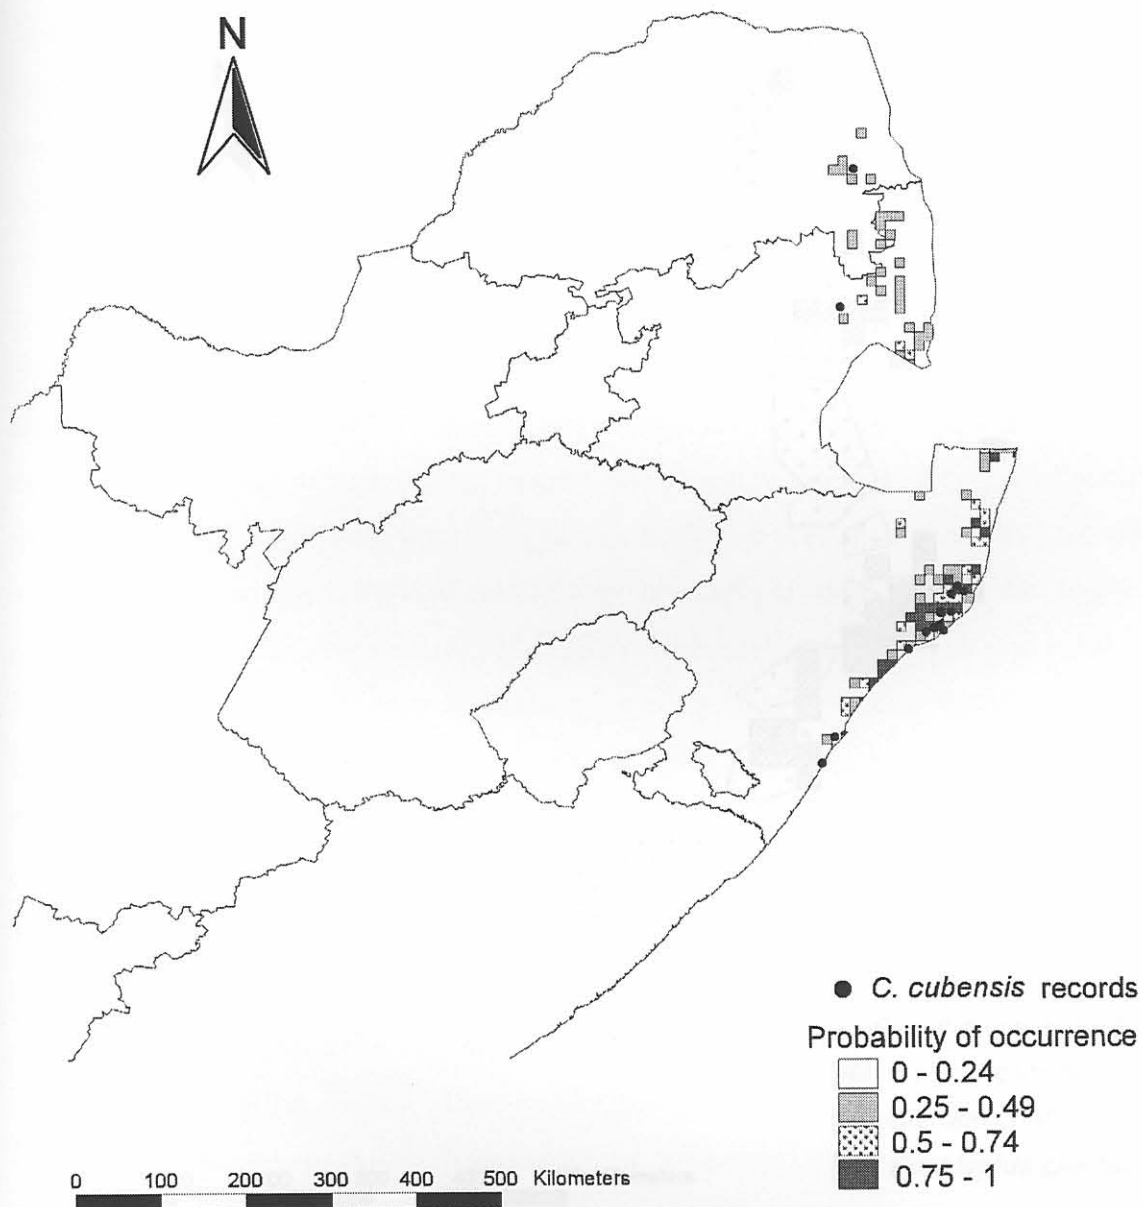 N
C. cubensis records
Probability of occurrence
0 - 0.24
0.25 - 0.49
0.5 - 0.74
0.75 - 1
0 100 200 300 400 500 Kilometers